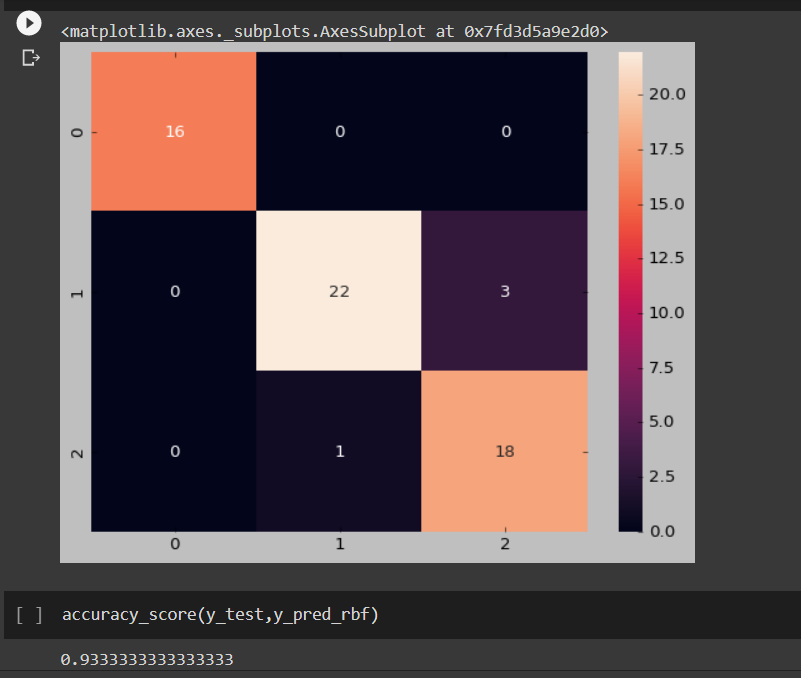 <matplotlib.axes._subplots.AxesSubplot at 0x7fd3d5a9e2d0>
20.0
0 16 0 0
17.5
15.0
12.5
1 0 22 3
10.0
7.5
5.0
2 0 1 18
2.5
0.0
0 1 2
[ ] accuracy_score(y_test,y_pred_rbf)
0.9333333333333333